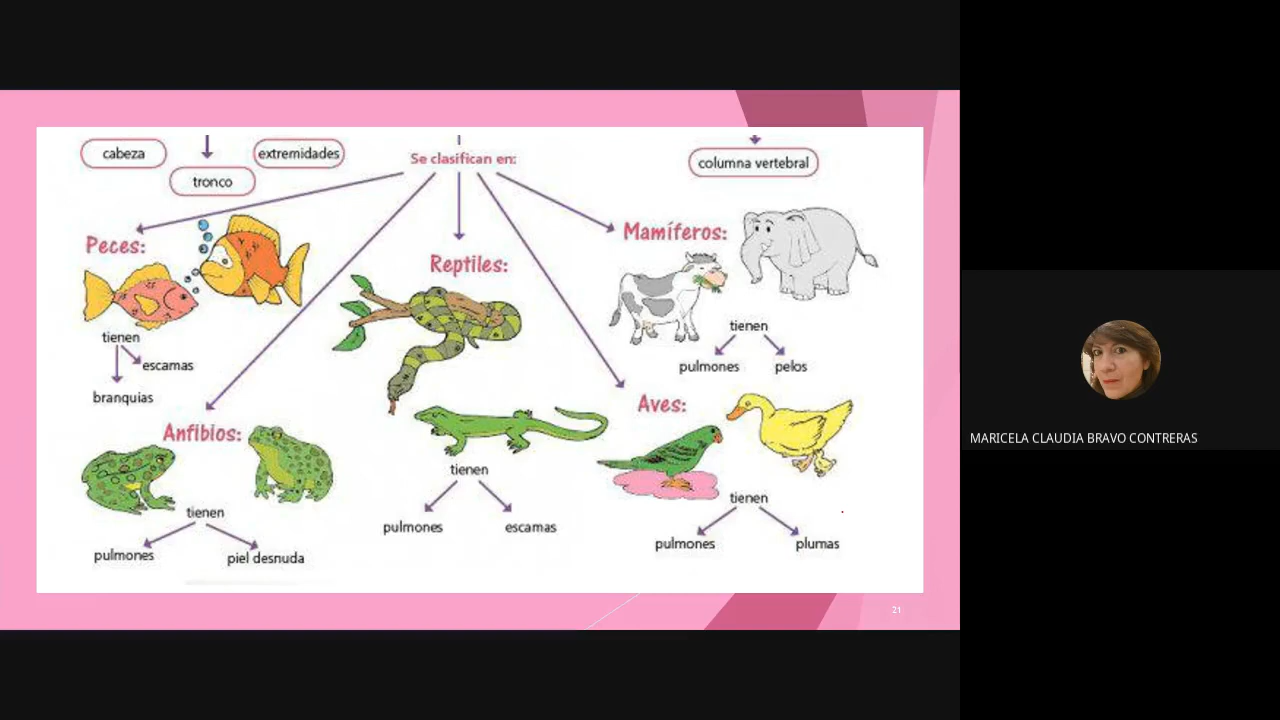 cabeza
extremidades
tronco
Se clasifican en:
columna vertebral
Peces:
tienen
escamas
branquias
Anfibios:
tienen
pulmones
piel desnuda
Reptiles:
tienen
pulmones
escamas
Mamíferos:
tienen
pulmones
pelos
Aves:
tienen
pulmones
plumas
21
MARICELA CLAUDIA BRAVO CONTRERAS